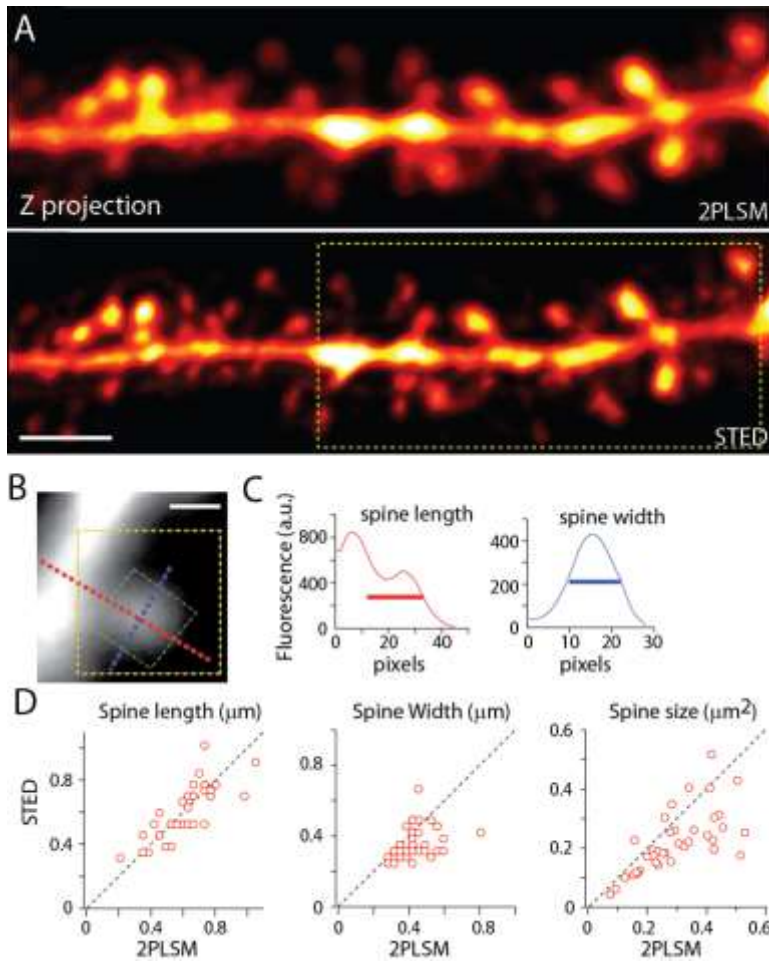 A
Z projection
2PLSM
STED
B
C
spine length
spine width
Fluorescence (a.u.)
800
400
0
0 20 40
pixels
400
200
0
0 10 20 30
pixels
D
Spine length (μm)
Spine Width (μm)
Spine size (μm²)
STED
0.8
0.4
0
0 0.4 0.8
2PLSM
0.8
0.4
0
0 0.4 0.8
2PLSM
0.6
0.4
0.2
0
0 0.2 0.4 0.6
2PLSM